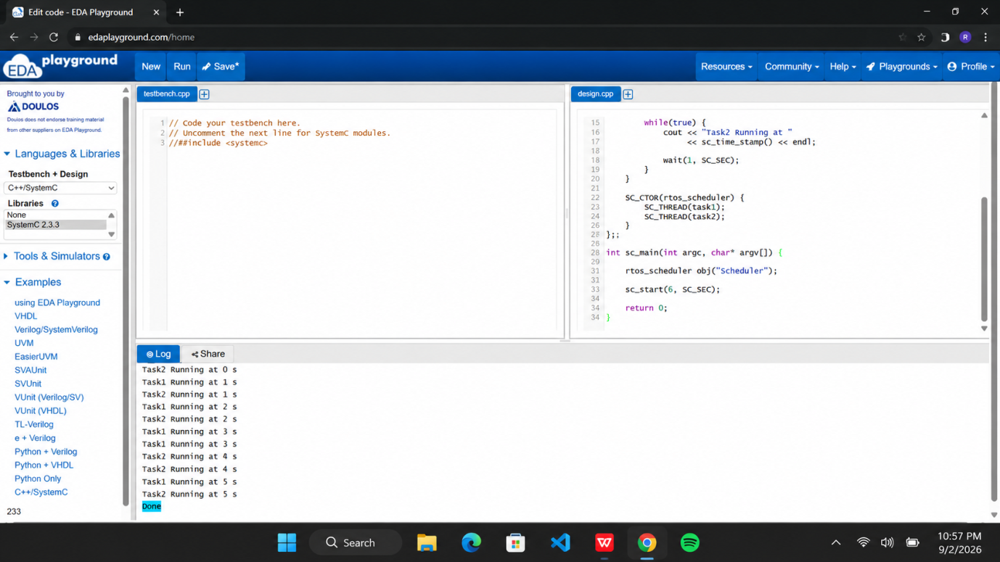 Edit code - EDA Playground
edaplayground.com/home
R
EDA playground
New Run Save* Resources Community Help Playgrounds Profile
Brought to you by
DOULOS
Doulos does not endorse training material
from other suppliers on EDA Playground.
Languages & Libraries
Testbench + Design
C++/SystemC
Libraries ?
None
SystemC 2.3.3
Tools & Simulators ?
Examples
using EDA Playground
VHDL
Verilog/SystemVerilog
UVM
EasierUVM
SVAUnit
SVUnit
VUnit (Verilog/SV)
VUnit (VHDL)
TL-Verilog
e + Verilog
Python + Verilog
Python + VHDL
Python Only
C++/SystemC
233
testbench.cpp
1 // Code your testbench here.
2 // Uncomment the next line for SystemC modules.
3 //##include <systemc>
design.cpp
15 while(true) {
16 cout << "Task2 Running at "
17 << sc_time_stamp() << endl;
18
18 wait(1, SC_SEC);
19 }
20 }
21
22 SC_CTOR(rtos_scheduler) {
23 SC_THREAD(task1);
24 SC_THREAD(task2);
26 }
28 };;
26
28 int sc_main(int argc, char* argv[]) {
29
31 rtos_scheduler obj("Scheduler");
31
33 sc_start(6, SC_SEC);
34
34 return 0;
34 }
Log Share
Task2 Running at 0 s
Task1 Running at 1 s
Task2 Running at 1 s
Task1 Running at 2 s
Task2 Running at 2 s
Task1 Running at 3 s
Task1 Running at 3 s
Task2 Running at 4 s
Task2 Running at 4 s
Task1 Running at 5 s
Task2 Running at 5 s
Done
Search
W
10:57 PM
9/2/2026